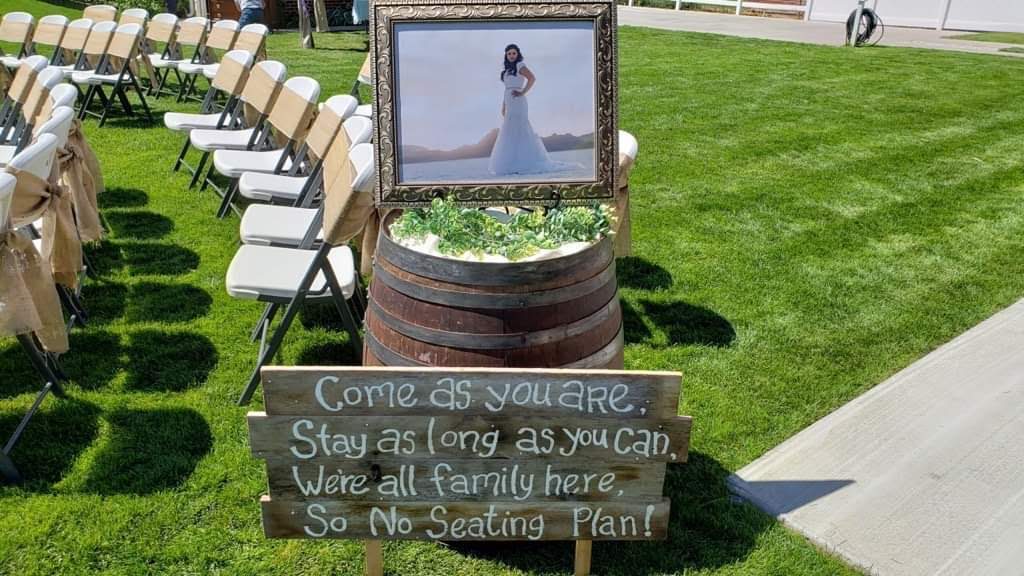 Come as you are,
Stay as long as you can,
We're all family here,
So No Seating Plan!